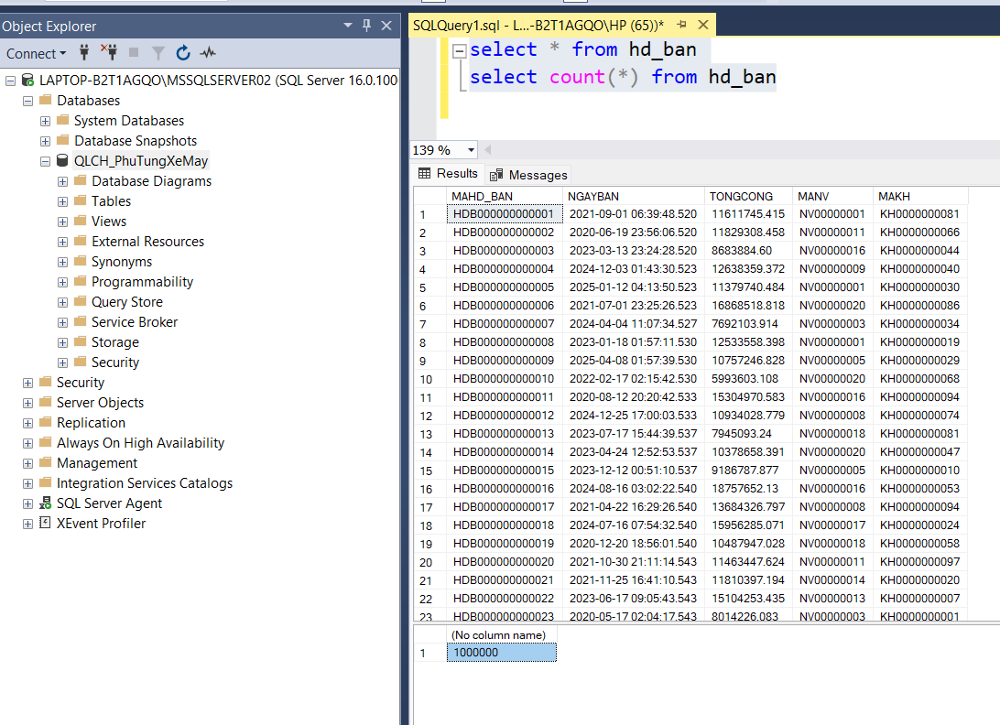 Object Explorer
Connect
LAPTOP-B2T1AGQO\MSSQLSERVER02 (SQL Server 16.0.100
Databases
System Databases
Database Snapshots
QLCH_PhuTungXeMay
Database Diagrams
Tables
Views
External Resources
Synonyms
Programmability
Query Store
Service Broker
Storage
Security
Security
Server Objects
Replication
Always On High Availability
Management
Integration Services Catalogs
SQL Server Agent
XEvent Profiler
SQLQuery1.sql - L...-B2T1AGQO\HP (65))*
select * from hd_ban
select count(*) from hd_ban
139 %
Results Messages
MAHD_BAN NGAYBAN TONGCONG MANV MAKH
1 HDB000000000001 2021-09-01 06:39:48.520 11611745.415 NV00000001 KH0000000081
2 HDB000000000002 2020-06-19 23:56:06.520 11829308.458 NV00000011 KH0000000066
3 HDB000000000003 2023-03-13 23:24:28.520 8683884.60 NV00000016 KH0000000044
4 HDB000000000004 2024-12-03 01:43:30.523 12638359.372 NV00000009 KH0000000040
5 HDB000000000005 2025-01-12 04:13:50.523 11379740.484 NV00000001 KH0000000030
6 HDB000000000006 2021-07-01 23:25:26.523 16868518.818 NV00000020 KH0000000086
7 HDB000000000007 2024-04-04 11:07:34.527 7692103.914 NV00000003 KH0000000034
8 HDB000000000008 2023-01-18 01:57:11.530 12533558.398 NV00000001 KH0000000019
9 HDB000000000009 2025-04-08 01:57:39.530 10757246.828 NV00000005 KH0000000029
10 HDB000000000010 2022-02-17 02:15:42.530 5993603.108 NV00000020 KH0000000068
11 HDB000000000011 2020-08-12 20:20:42.533 15304970.583 NV00000016 KH0000000094
12 HDB000000000012 2024-12-25 17:00:03.533 10934028.779 NV00000008 KH0000000074
13 HDB000000000013 2023-07-17 15:44:39.537 7945093.24 NV00000018 KH0000000081
14 HDB000000000014 2023-04-24 12:52:53.537 10378658.391 NV00000020 KH0000000047
15 HDB000000000015 2023-12-12 00:51:10.537 9186787.877 NV00000005 KH0000000010
16 HDB000000000016 2024-08-16 03:02:22.540 18757652.13 NV00000016 KH0000000053
17 HDB000000000017 2021-04-22 16:29:26.540 13684326.797 NV00000008 KH0000000094
18 HDB000000000018 2024-07-16 07:54:32.540 15956285.071 NV00000017 KH0000000024
19 HDB000000000019 2020-12-20 18:56:01.540 10487947.028 NV00000018 KH0000000058
20 HDB000000000020 2021-10-30 21:11:14.543 11463447.624 NV00000011 KH0000000097
21 HDB000000000021 2021-11-25 16:41:10.543 11810397.194 NV00000014 KH0000000020
22 HDB000000000022 2023-06-17 09:05:43.543 15104253.435 NV00000013 KH0000000007
23 HDB000000000023 2020-05-17 02:04:17.543 8014226.083 NV00000003 KH0000000001
(No column name)
1 1000000